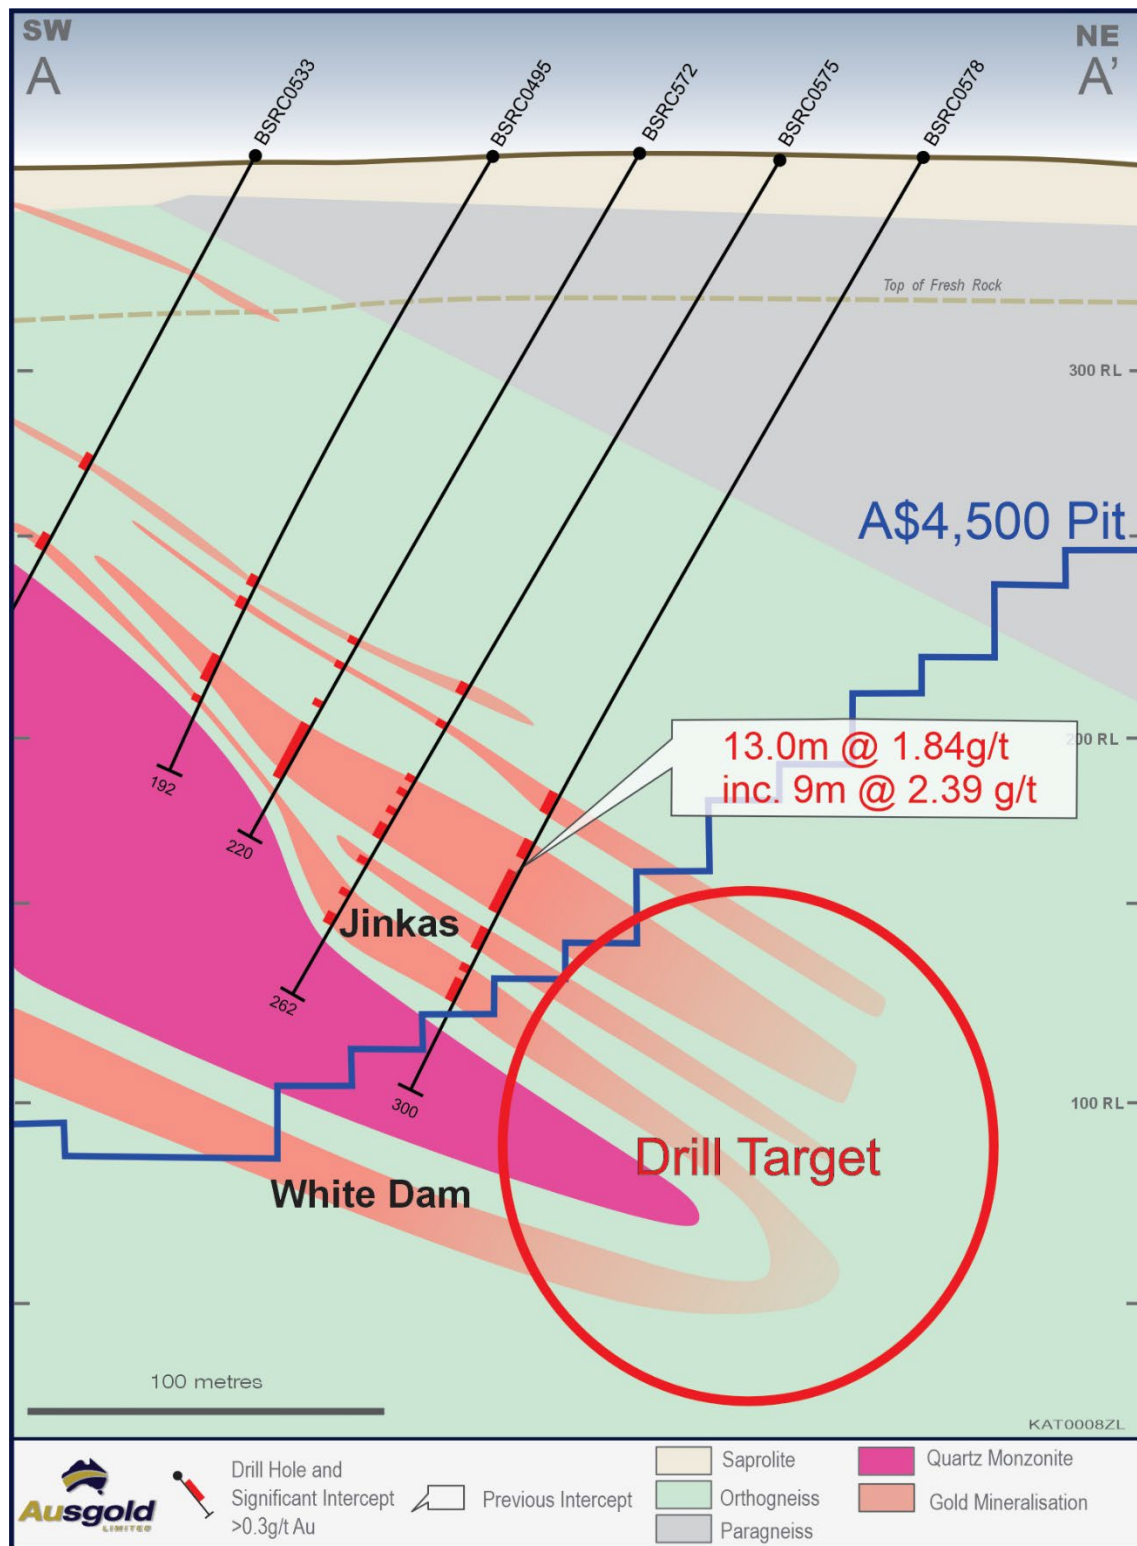 SW
A
NE
A’
BSRC0533
BSRC0495
BSRC572
BSRC0575
BSRC0578
Top of Fresh Rock
300 RL
A$4,500 Pit
200 RL
13.0m @ 1.84g/t
inc. 9m @ 2.39 g/t
192
220
Jinkas
262
300
100 RL
Drill Target
White Dam
100 metres
KAT0008ZL
Ausgold
LIMITED
Drill Hole and
Significant Intercept
>0.3g/t Au
Previous Intercept
Saprolite
Orthogneiss
Paragneiss
Quartz Monzonite
Gold Mineralisation